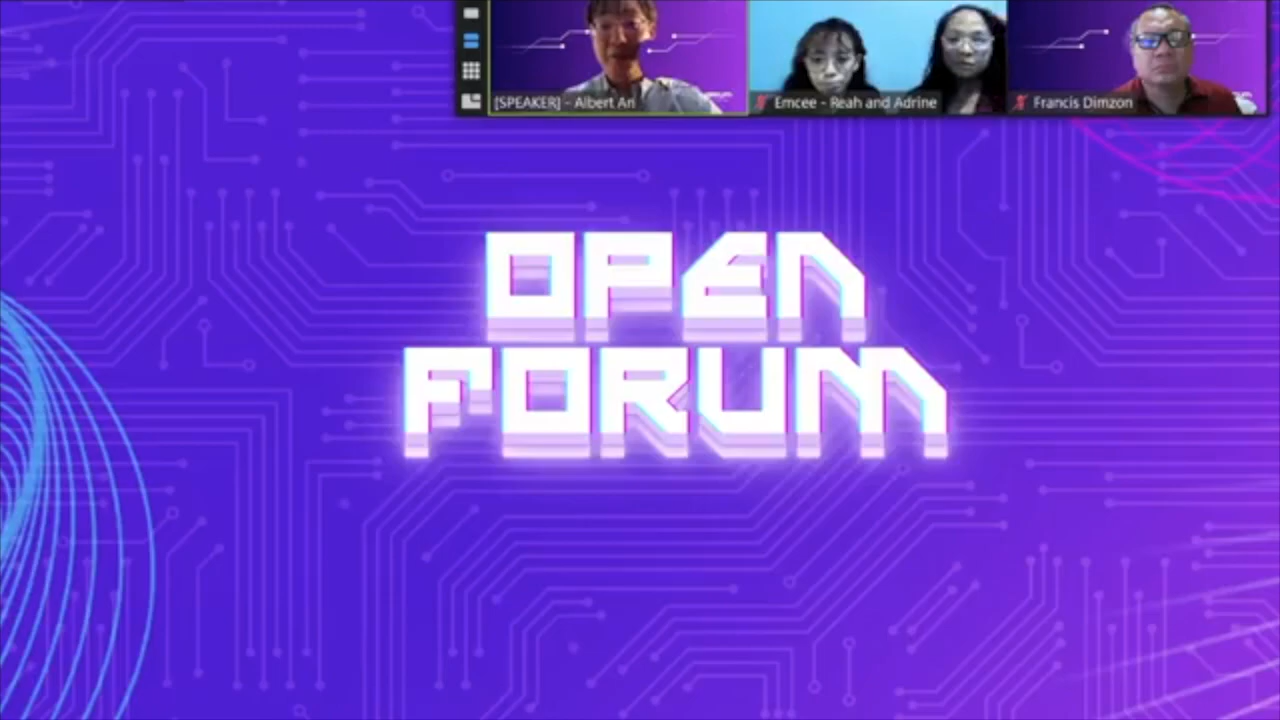 [SPEAKER] - Albert Ari
Emcee - Reah and Adrine
Francis Dimzon
OPEN
FORUM